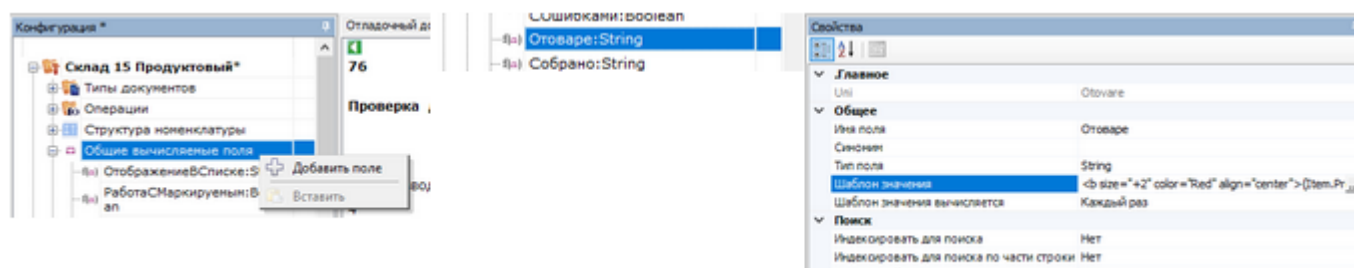 Конфигурация *
Склад 15 Продуктовый*
Типы документов
Операции
Структура номенклатуры
Общие вычисляемые поля
ОтображениеВСписке:S
РаботаСМаркируемым:B
an
Добавить поле
Вставить
Отладочный д
76
Проверка
вод
СОшибками:Boolean
Отоваре:String
Собрано:String
Свойства
.Главное
Uni Otovare
Общее
Имя поля Отоваре
Синоним
Тип поля String
Шаблон значения <b size="+2" color="Red" align="center">{Item.Pr ...
Шаблон значения вычисляется Каждый раз
Поиск
Индексировать для поиска Нет
Индексировать для поиска по части строки Нет